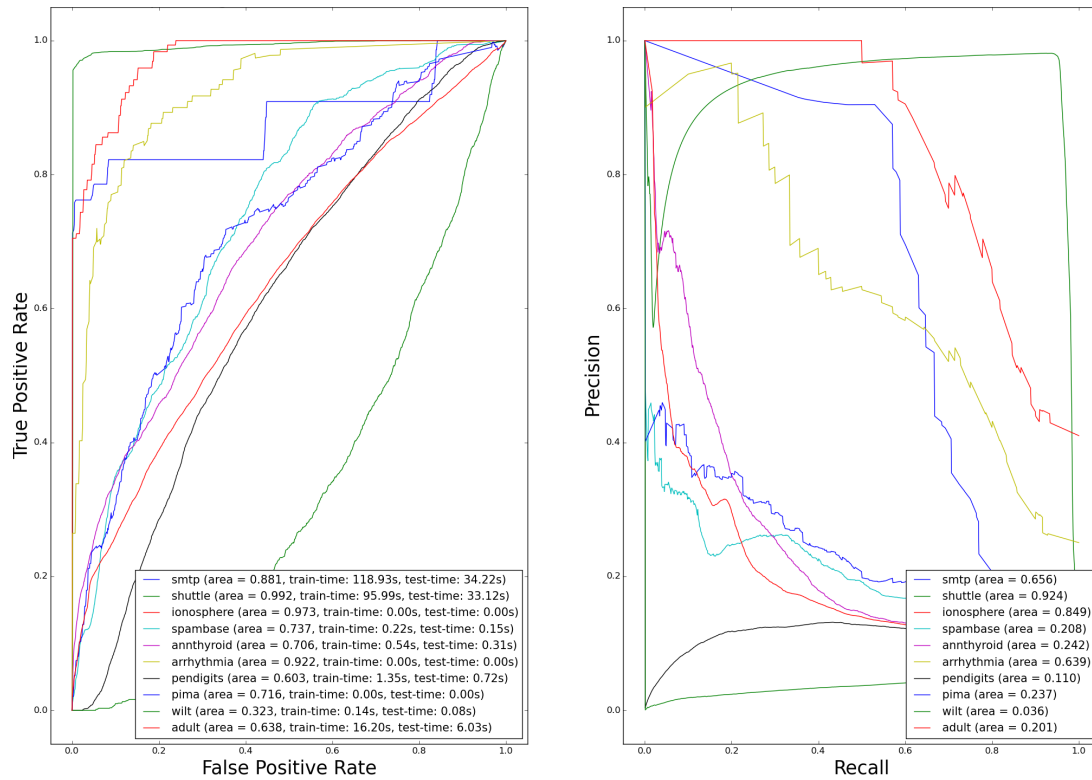 True Positive Rate
1.0
0.8
0.6
0.4
0.2
0.0
0.0 0.2 0.4 0.6 0.8 1.0
False Positive Rate
smtp (area = 0.881, train-time: 118.93s, test-time: 34.22s)
shuttle (area = 0.992, train-time: 95.99s, test-time: 33.12s)
ionosphere (area = 0.973, train-time: 0.00s, test-time: 0.00s)
spambase (area = 0.737, train-time: 0.22s, test-time: 0.15s)
annthyroid (area = 0.706, train-time: 0.54s, test-time: 0.31s)
arrhythmia (area = 0.922, train-time: 0.00s, test-time: 0.00s)
pendigits (area = 0.603, train-time: 1.35s, test-time: 0.72s)
pima (area = 0.716, train-time: 0.00s, test-time: 0.00s)
wilt (area = 0.323, train-time: 0.14s, test-time: 0.08s)
adult (area = 0.638, train-time: 16.20s, test-time: 6.03s)
Precision
1.0
0.8
0.6
0.4
0.2
0.0
0.0 0.2 0.4 0.6 0.8 1.0
Recall
smtp (area = 0.656)
shuttle (area = 0.924)
ionosphere (area = 0.849)
spambase (area = 0.208)
annthyroid (area = 0.242)
arrhythmia (area = 0.639)
pendigits (area = 0.110)
pima (area = 0.237)
wilt (area = 0.036)
adult (area = 0.201)